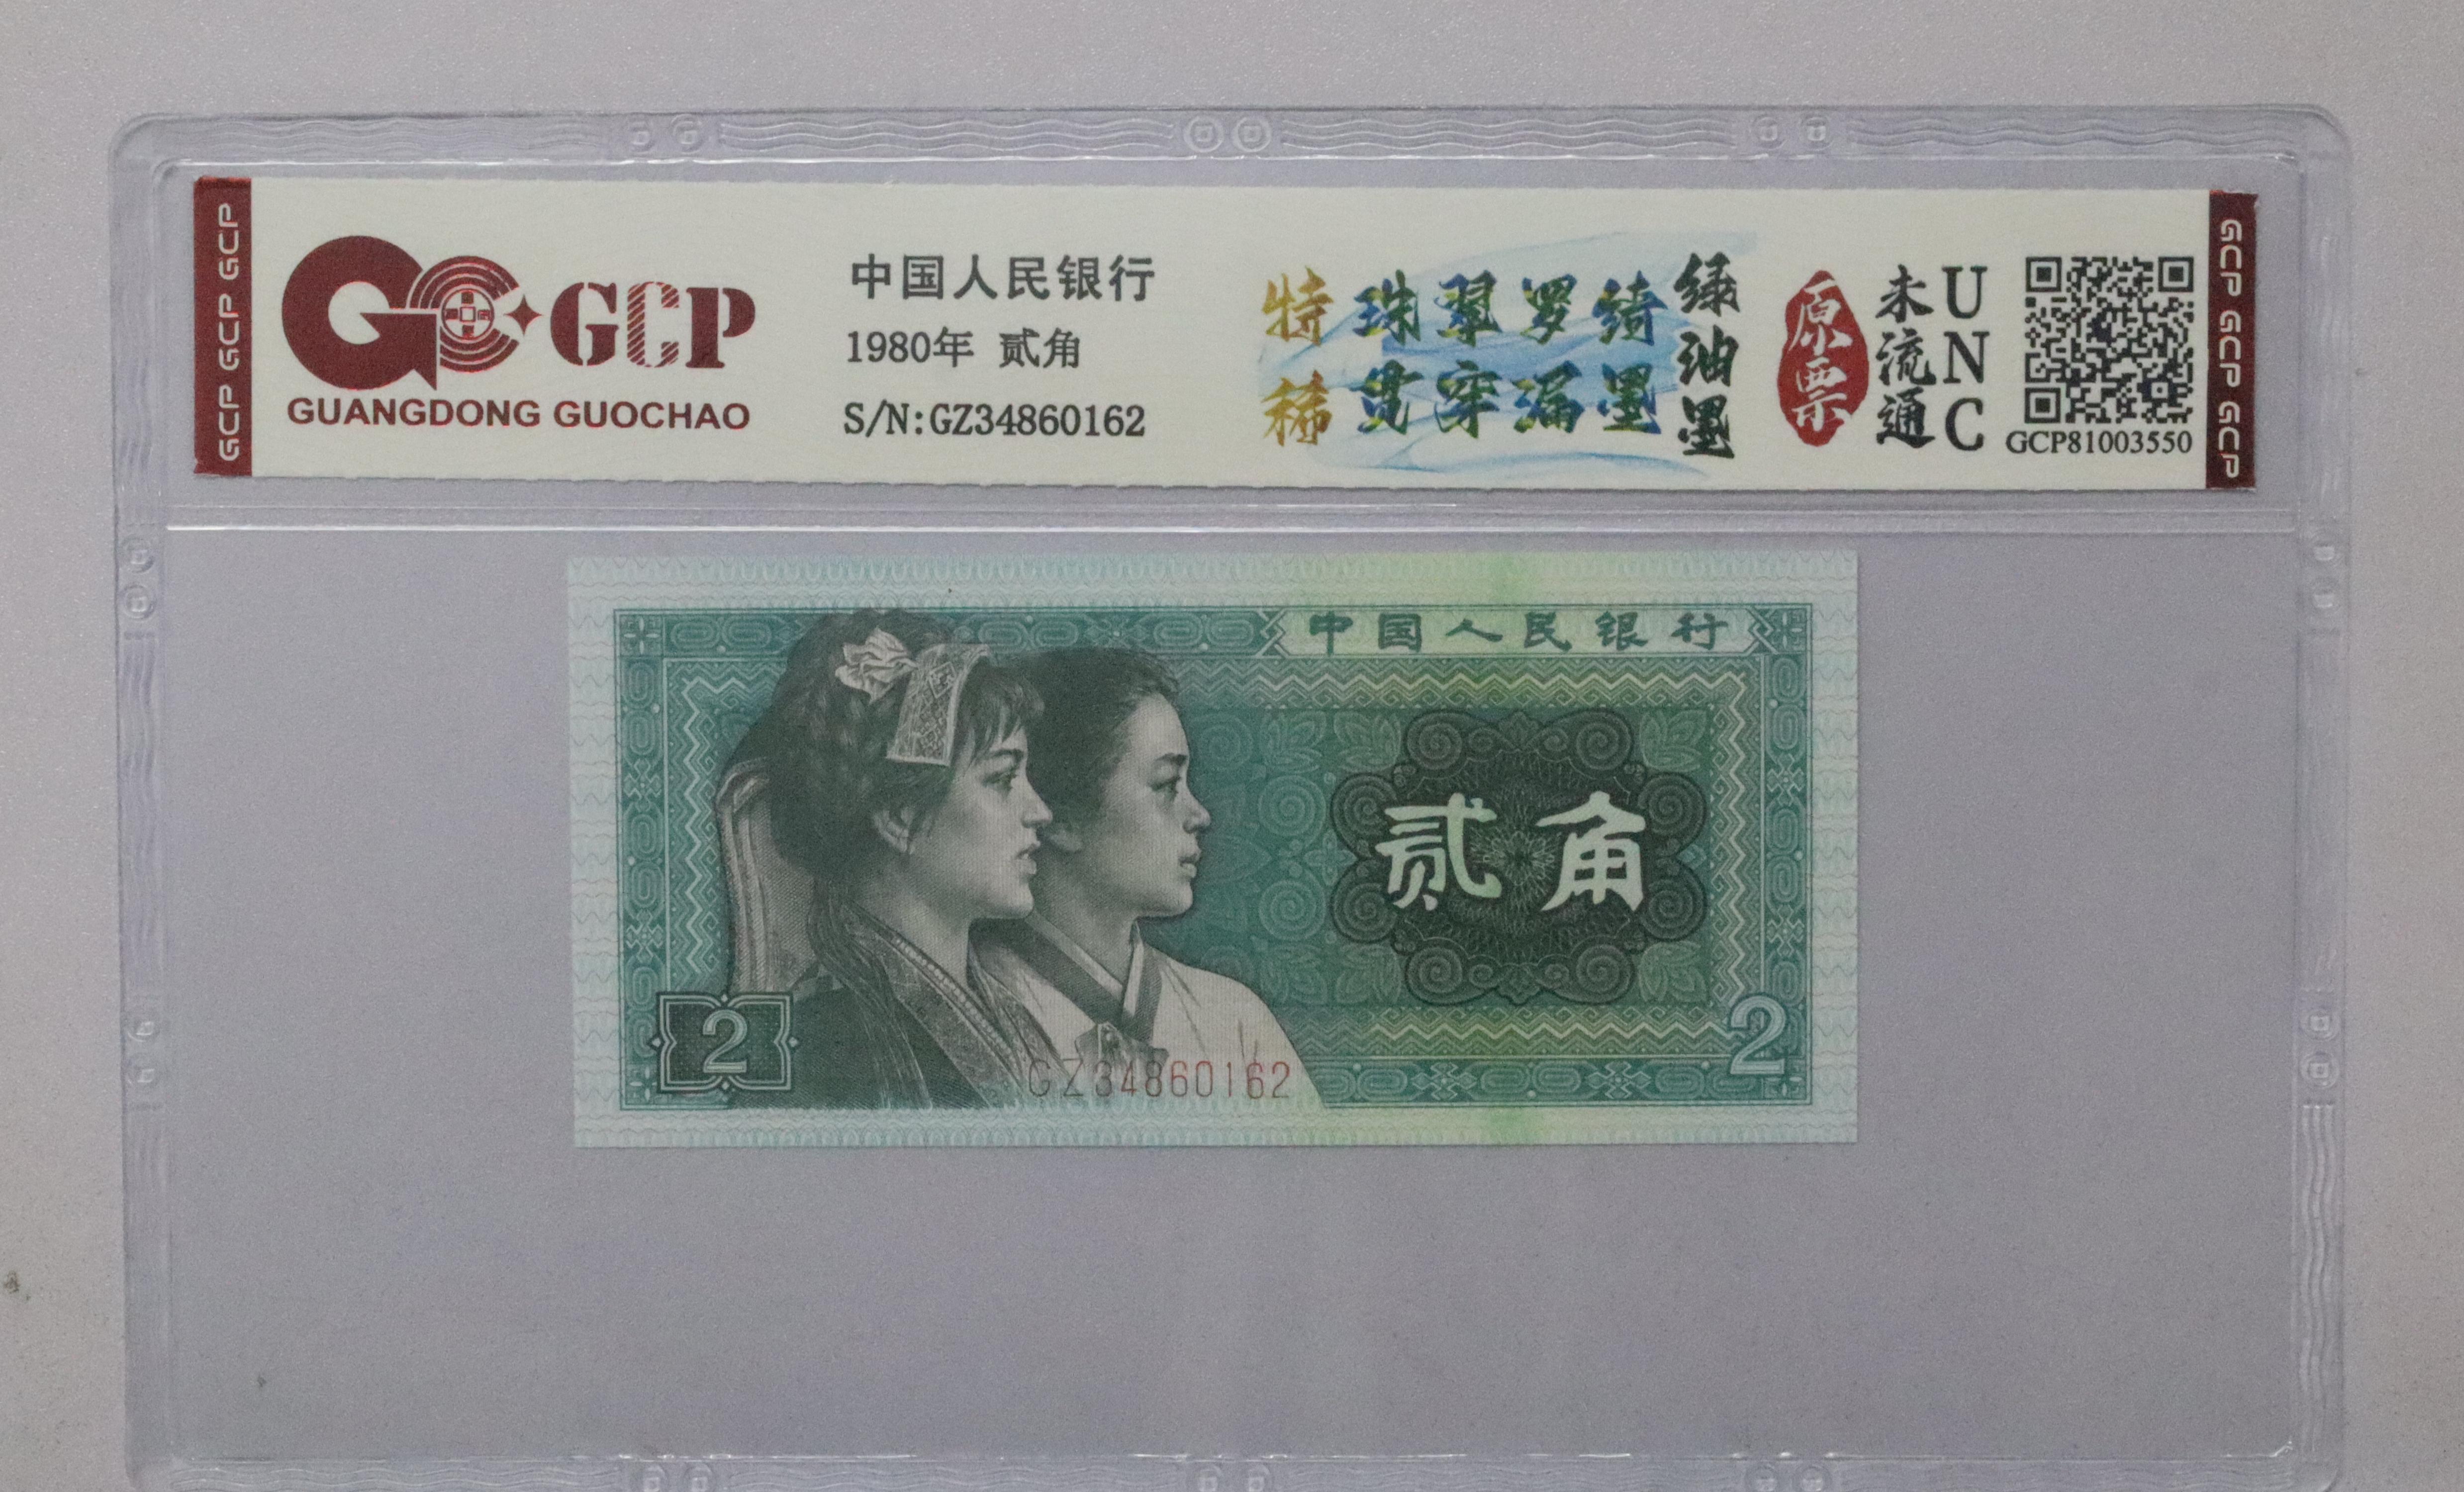 GCP GCP GCP
GC GCP
GUANGDONG GUOCHAO
中国人民银行
1980年 贰角
S/N:GZ34860162
特稀
珠翠罗绮
贯穿漏墨
绿油墨
原票
未流通
UNC
GCP81003550
GCP GCP GCP
中国人民银行
贰角
2
GZ34860162
2